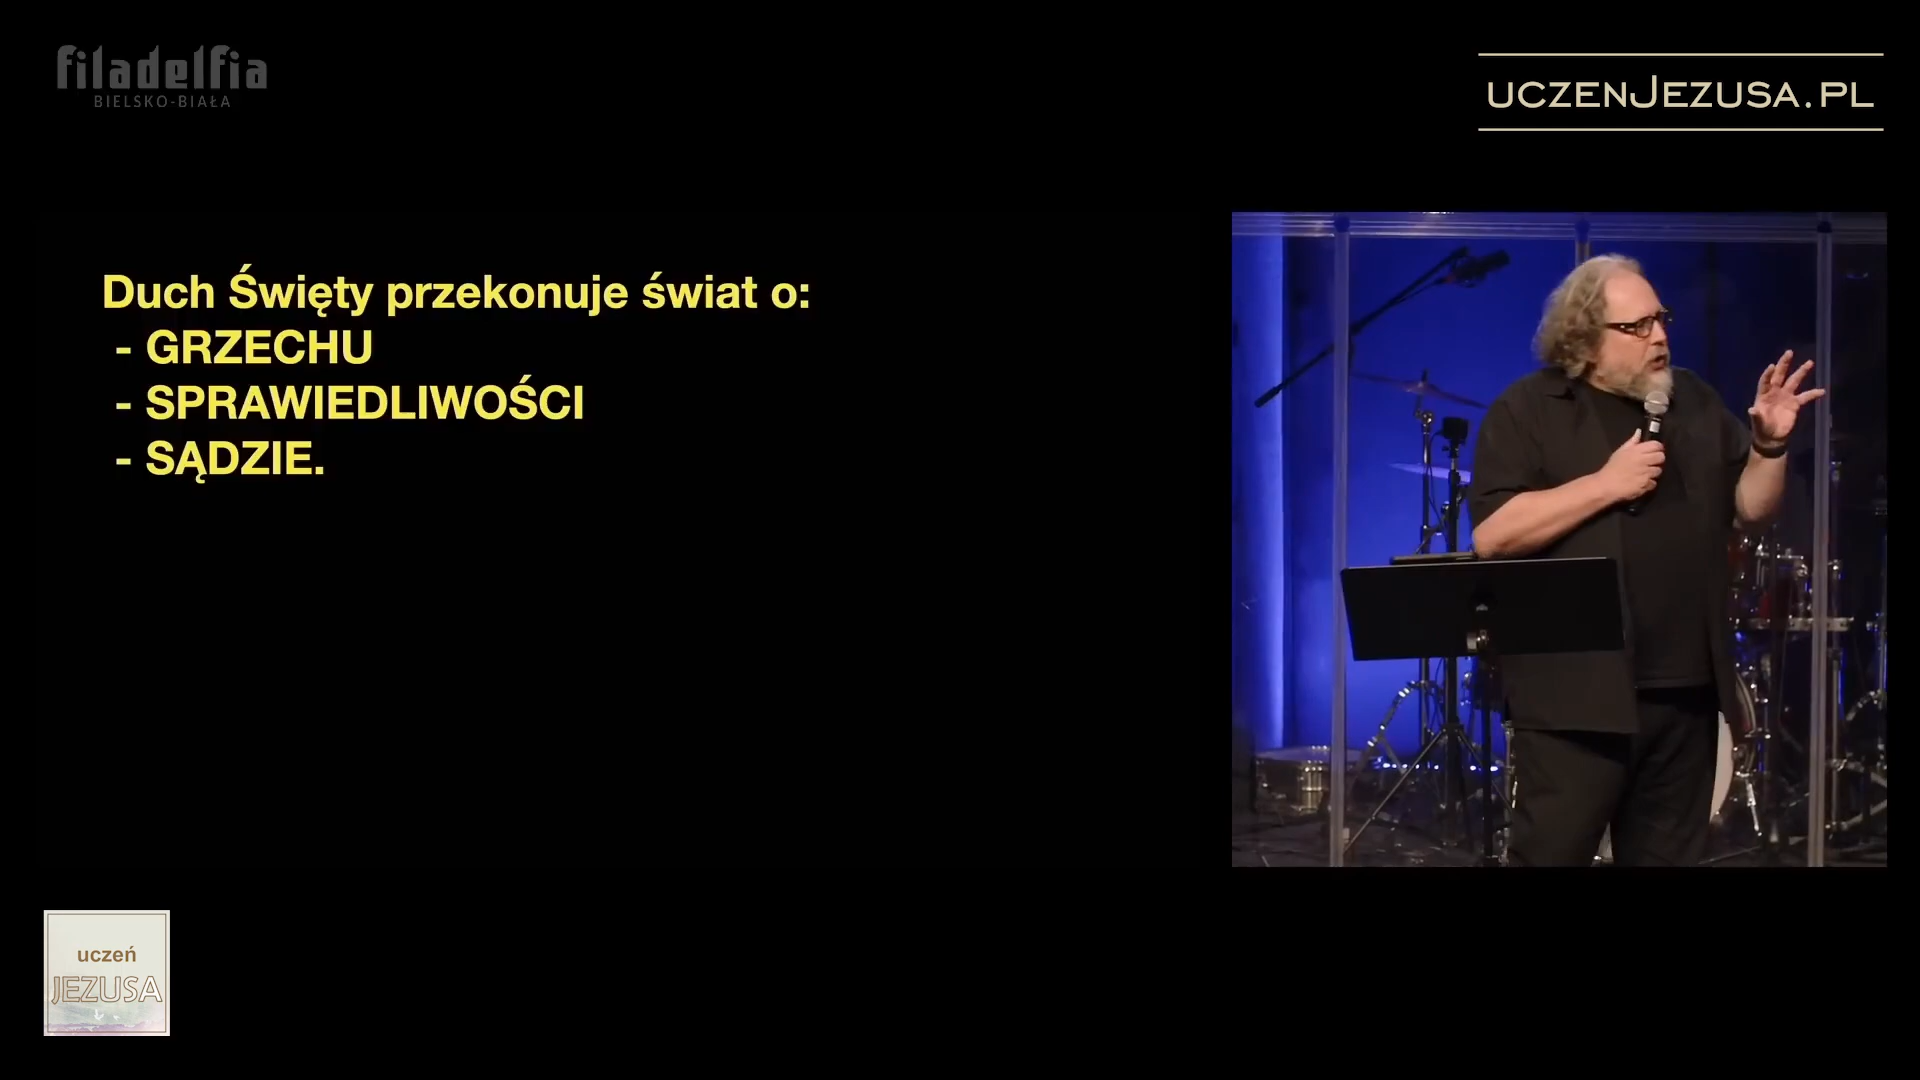 filadelfia
BIELSKO-BIAŁA
UCZENJEZUSA.PL
Duch Święty przekonuje świat o:
- GRZECHU
- SPRAWIEDLIWOŚCI
- SĄDZIE.
uczeń
JEZUSA